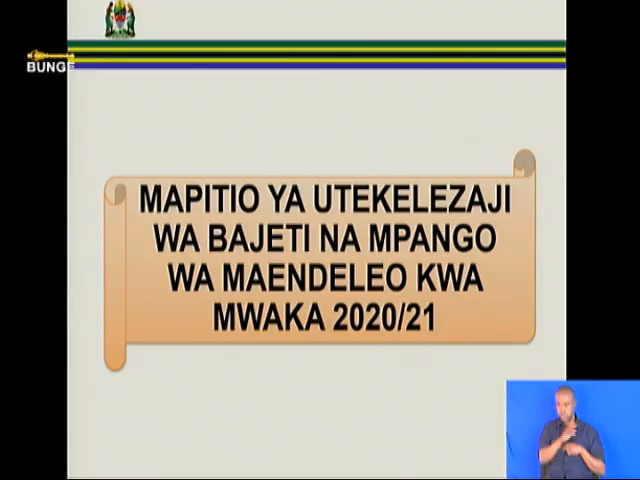 BUNGE
MAPITIO YA UTEKELEZAJI
WA BAJETI NA MPANGO
WA MAENDELEO KWA
MWAKA 2020/21